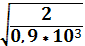 √(2 / (0,9 * 10³))